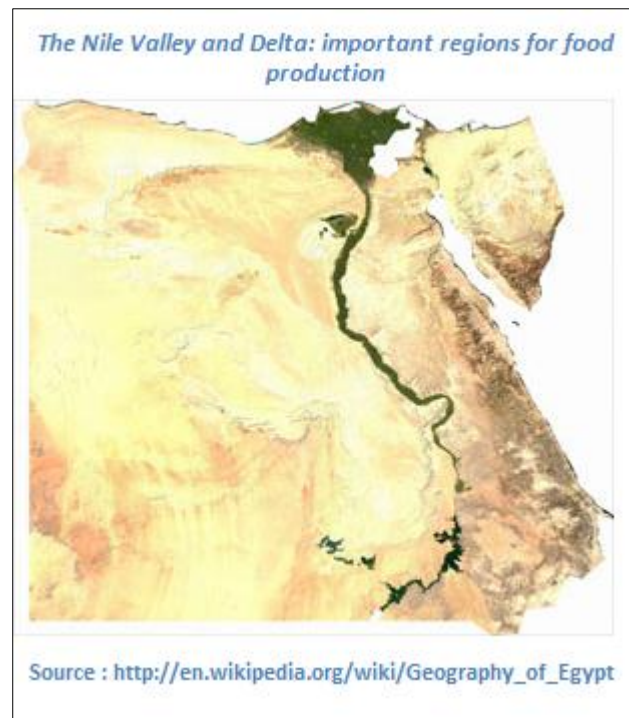 The Nile Valley and Delta: important regions for food
production
Source : http://en.wikipedia.org/wiki/Geography_of_Egypt